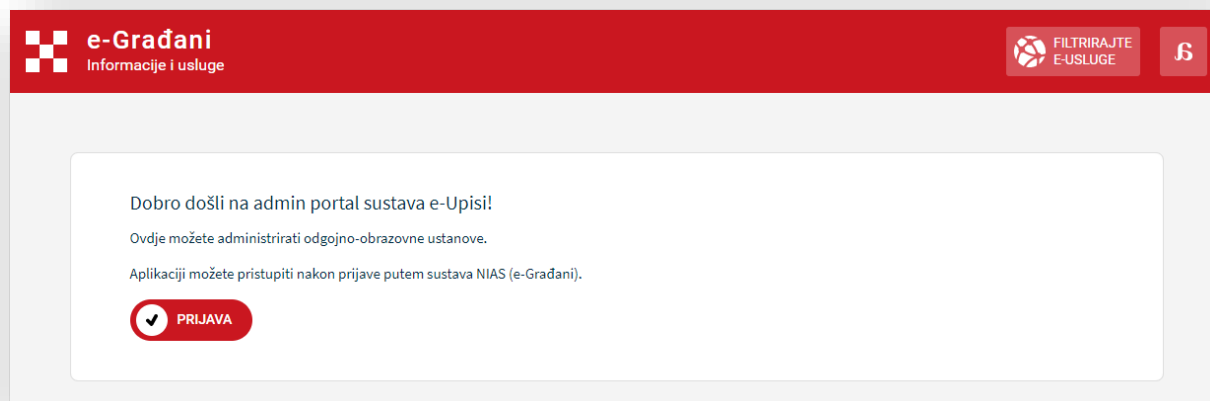 e-Građani
Informacije i usluge
FILTRIRAJTE
E-USLUGE
Dobro došli na admin portal sustava e-Upisi!
Ovdje možete administrirati odgojno-obrazovne ustanove.
Aplikaciji možete pristupiti nakon prijave putem sustava NIAS (e-Građani).
PRIJAVA